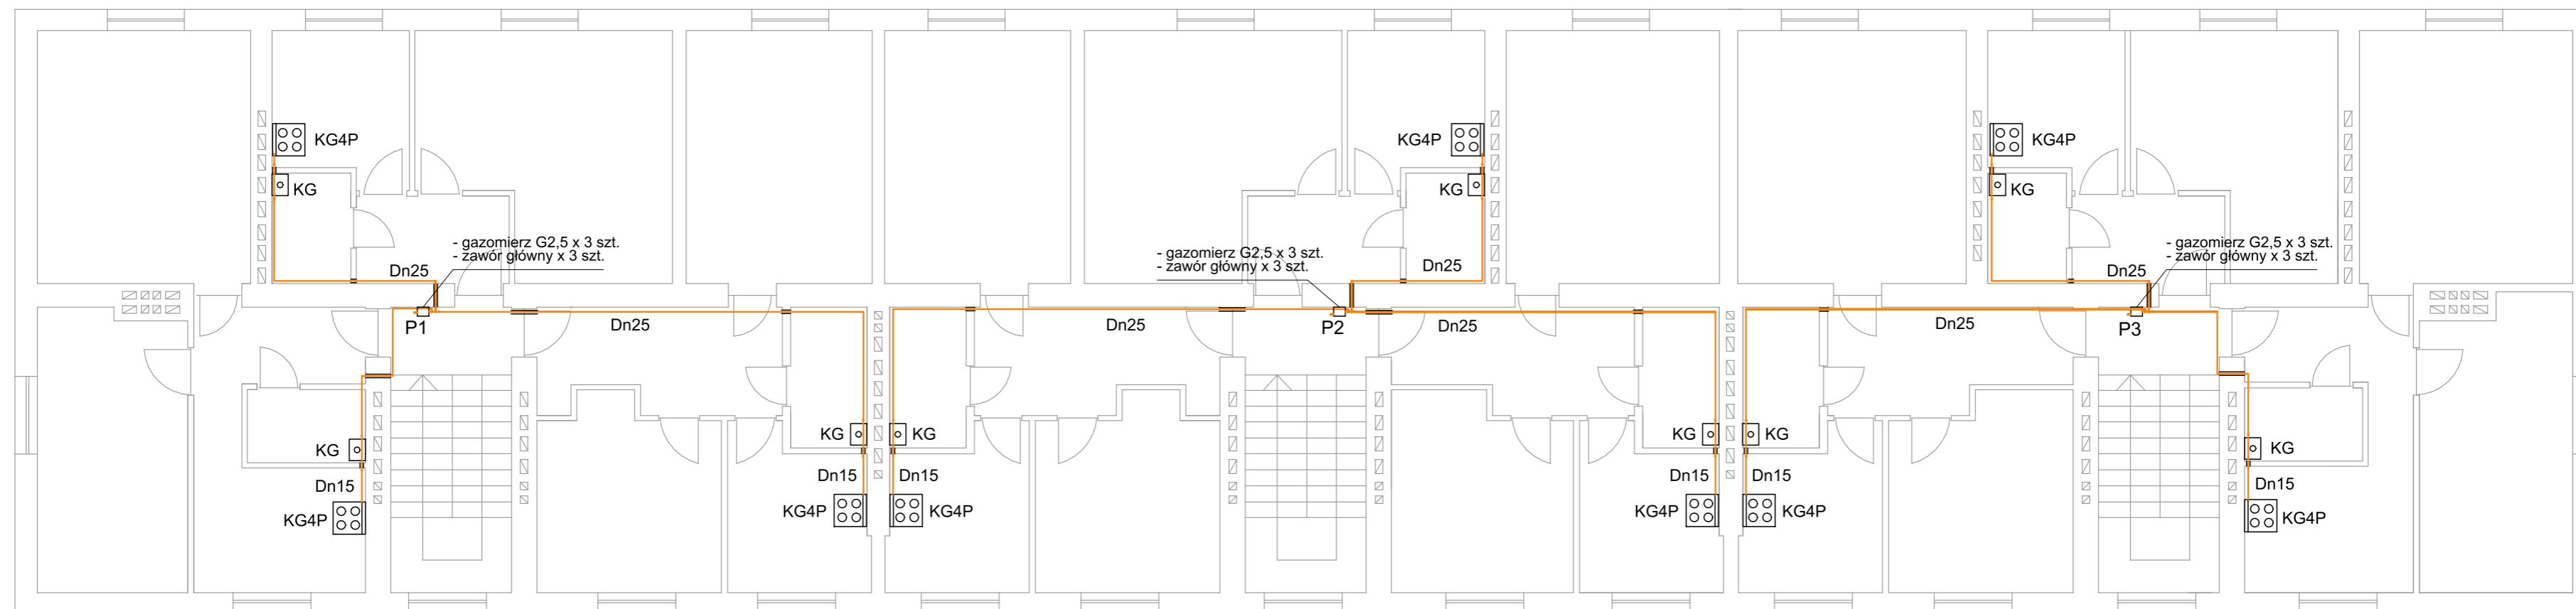 KG4P
KG4P
KG4P
KG
KG
KG
- gazomierz G2,5 x 3 szt.
- zawór główny x 3 szt.
- gazomierz G2,5 x 3 szt.
- zawór główny x 3 szt.
- gazomierz G2,5 x 3 szt.
- zawór główny x 3 szt.
Dn25
Dn25
Dn25
P1
Dn25
Dn25
P2
Dn25
Dn25
P3
KG
KG
KG
KG
KG
KG
Dn15
Dn15
Dn15
Dn15
Dn15
Dn15
KG4P
KG4P
KG4P
KG4P
KG4P
KG4P